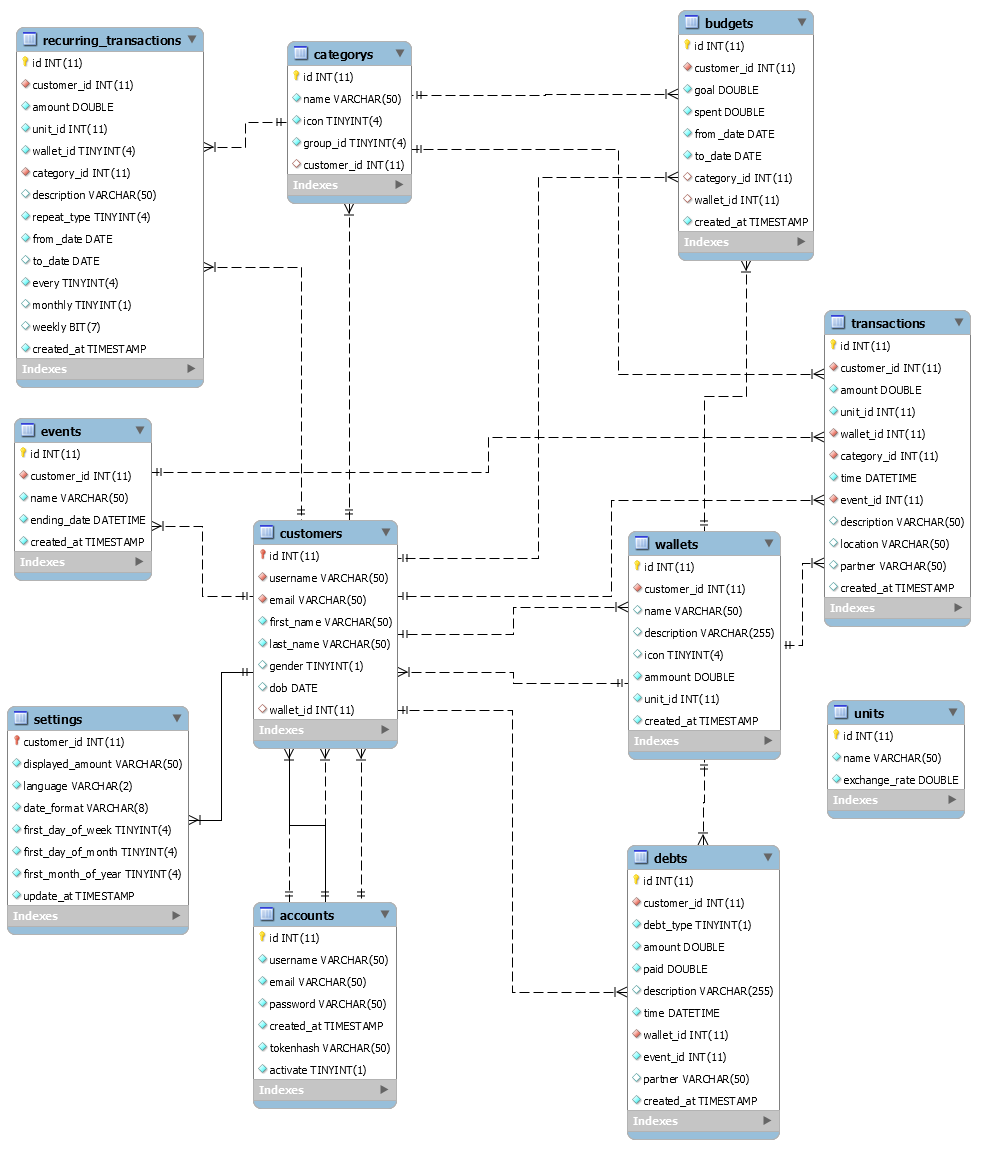 recurring_transactions
id INT(11)
customer_id INT(11)
amount DOUBLE
unit_id INT(11)
wallet_id TINYINT(4)
category_id INT(11)
description VARCHAR(50)
repeat_type TINYINT(4)
from_date DATE
to_date DATE
every TINYINT(4)
monthly TINYINT(1)
weekly BIT(7)
created_at TIMESTAMP
Indexes
categorys
id INT(11)
name VARCHAR(50)
icon TINYINT(4)
group_id TINYINT(4)
customer_id INT(11)
Indexes
budgets
id INT(11)
customer_id INT(11)
goal DOUBLE
spent DOUBLE
from_date DATE
to_date DATE
category_id INT(11)
wallet_id INT(11)
created_at TIMESTAMP
Indexes
transactions
id INT(11)
customer_id INT(11)
amount DOUBLE
unit_id INT(11)
wallet_id INT(11)
category_id INT(11)
time DATETIME
event_id INT(11)
description VARCHAR(50)
location VARCHAR(50)
partner VARCHAR(50)
created_at TIMESTAMP
Indexes
events
id INT(11)
customer_id INT(11)
name VARCHAR(50)
ending_date DATETIME
created_at TIMESTAMP
Indexes
customers
id INT(11)
username VARCHAR(50)
email VARCHAR(50)
first_name VARCHAR(50)
last_name VARCHAR(50)
gender TINYINT(1)
dob DATE
wallet_id INT(11)
Indexes
wallets
id INT(11)
customer_id INT(11)
name VARCHAR(50)
description VARCHAR(255)
icon TINYINT(4)
ammount DOUBLE
unit_id INT(11)
created_at TIMESTAMP
Indexes
settings
customer_id INT(11)
displayed_amount VARCHAR(50)
language VARCHAR(2)
date_format VARCHAR(8)
first_day_of_week TINYINT(4)
first_day_of_month TINYINT(4)
first_month_of_year TINYINT(4)
update_at TIMESTAMP
Indexes
units
id INT(11)
name VARCHAR(50)
exchange_rate DOUBLE
Indexes
accounts
id INT(11)
username VARCHAR(50)
email VARCHAR(50)
password VARCHAR(50)
created_at TIMESTAMP
tokenhash VARCHAR(50)
activate TINYINT(1)
Indexes
debts
id INT(11)
customer_id INT(11)
debt_type TINYINT(1)
amount DOUBLE
paid DOUBLE
description VARCHAR(255)
time DATETIME
wallet_id INT(11)
event_id INT(11)
partner VARCHAR(50)
created_at TIMESTAMP
Indexes